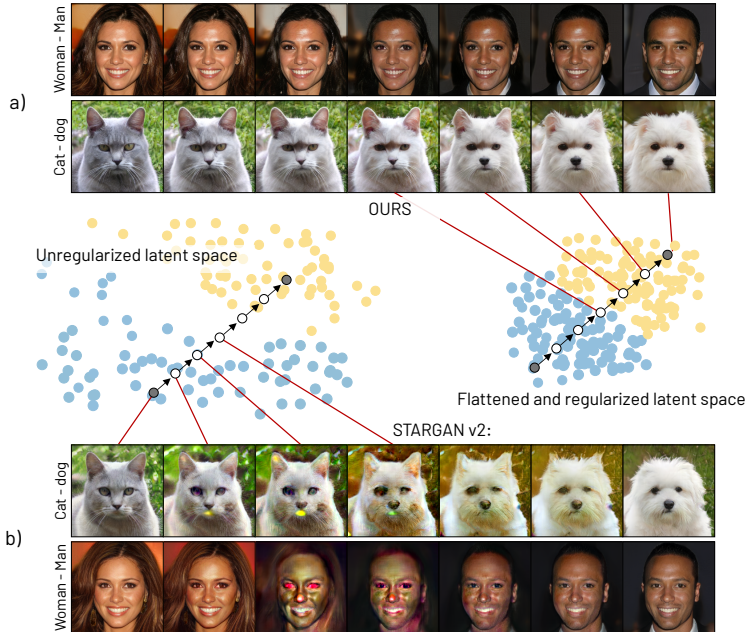 Woman - Man
a)
Cat - dog
OURS
Unregularized latent space
Flattened and regularized latent space
STARGAN v2:
Cat - dog
b)
Woman - Man